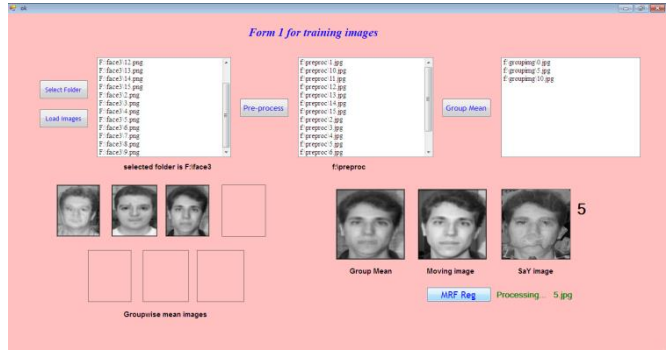 ok
Form 1 for training images
Select Folder
Load Images
F:\face3\12.png
F:\face3\13.png
F:\face3\14.png
F:\face3\15.png
F:\face3\2.png
F:\face3\3.png
F:\face3\4.png
F:\face3\5.png
F:\face3\6.png
F:\face3\7.png
F:\face3\8.png
F:\face3\9.png
selected folder is F:\face3
Pre-process
f:\preproc\1.jpg
f:\preproc\10.jpg
f:\preproc\11.jpg
f:\preproc\12.jpg
f:\preproc\13.jpg
f:\preproc\14.jpg
f:\preproc\15.jpg
f:\preproc\2.jpg
f:\preproc\3.jpg
f:\preproc\4.jpg
f:\preproc\5.jpg
f:\preproc\6.jpg
f:\preproc
Group Mean
f:\grouping\0.jpg
f:\grouping\5.jpg
f:\grouping\10.jpg
Groupwise mean images
5
Group Mean
Moving image
SaY image
MRF Reg
Processing... 5.jpg